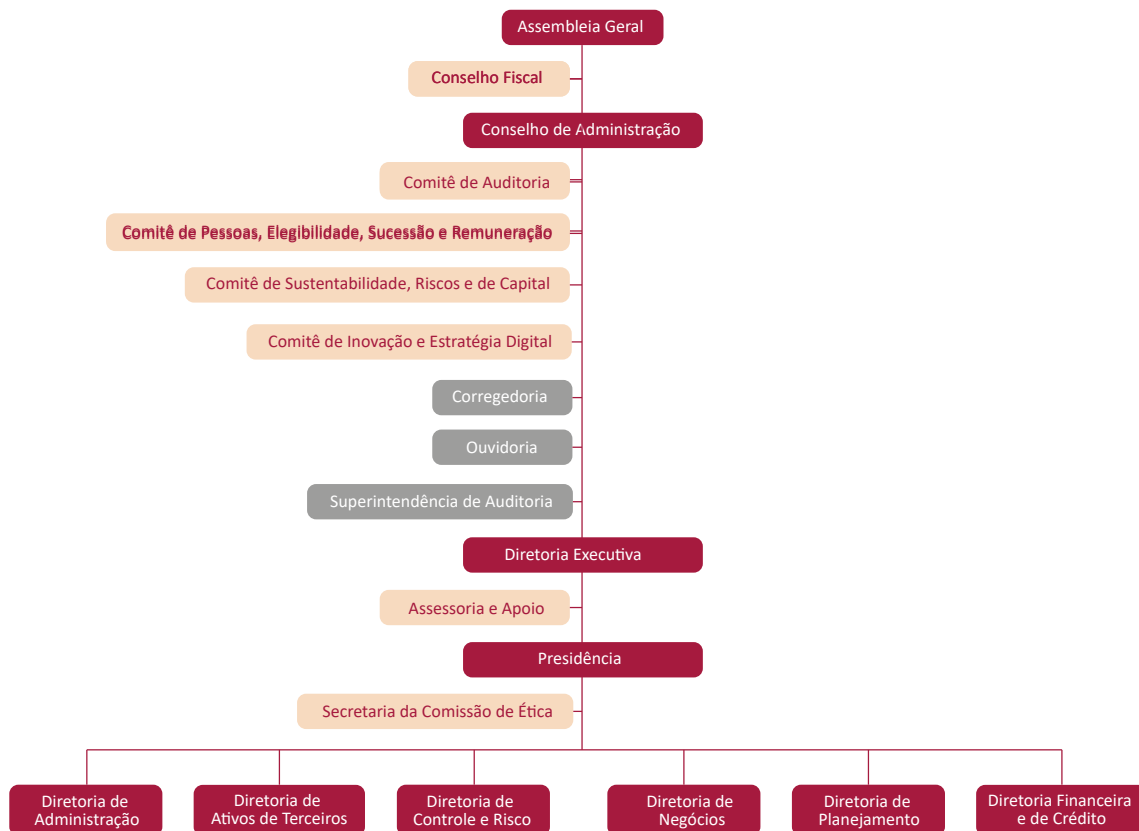 Assembleia Geral
Conselho Fiscal
Conselho de Administração
Comitê de Auditoria
Comitê de Pessoas, Elegibilidade, Sucessão e Remuneração
Comitê de Sustentabilidade, Riscos e de Capital
Comitê de Inovação e Estratégia Digital
Corregedoria
Ouvidoria
Superintendência de Auditoria
Diretoria Executiva
Assessoria e Apoio
Presidência
Secretaria da Comissão de Ética
Diretoria de
Administração
Diretoria de
Ativos de Terceiros
Diretoria de
Controle e Risco
Diretoria de
Negócios
Diretoria de
Planejamento
Diretoria Financeira
e de Crédito